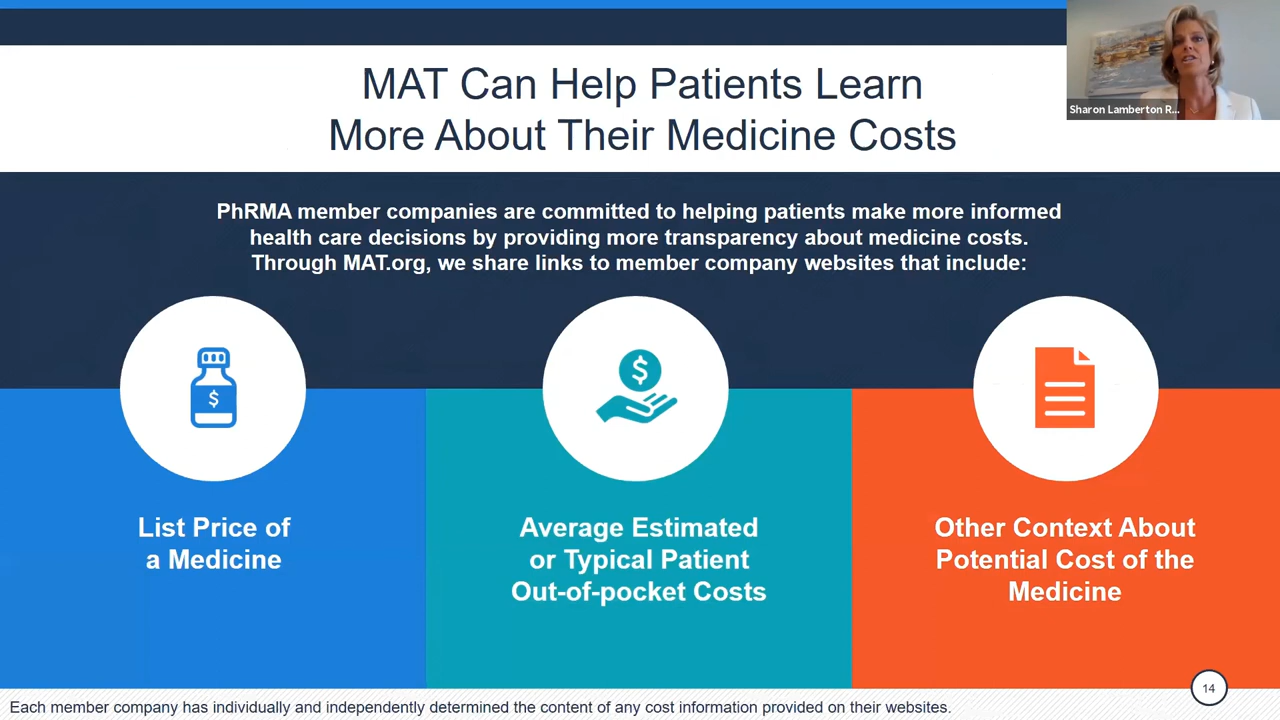 MAT Can Help Patients Learn
More About Their Medicine Costs
Sharon Lamberton R...
PhRMA member companies are committed to helping patients make more informed
health care decisions by providing more transparency about medicine costs.
Through MAT.org, we share links to member company websites that include:
$
$
List Price of
a Medicine
Average Estimated
or Typical Patient
Out-of-pocket Costs
Other Context About
Potential Cost of the
Medicine
14
Each member company has individually and independently determined the content of any cost information provided on their websites.